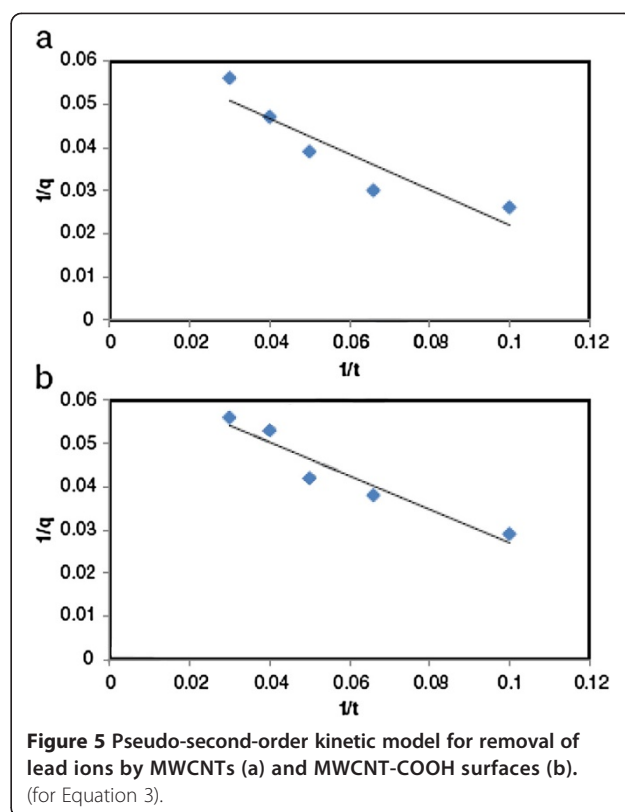 a
0.06
0.05
0.04
0.03
0.02
0.01
0
1/q
0 0.02 0.04 0.06 0.08 0.1 0.12
1/t
b
0.06
0.05
0.04
0.03
0.02
0.01
0
1/q
0 0.02 0.04 0.06 0.08 0.1 0.12
1/t
Figure 5 Pseudo-second-order kinetic model for removal of
lead ions by MWCNTs (a) and MWCNT-COOH surfaces (b).
(for Equation 3).